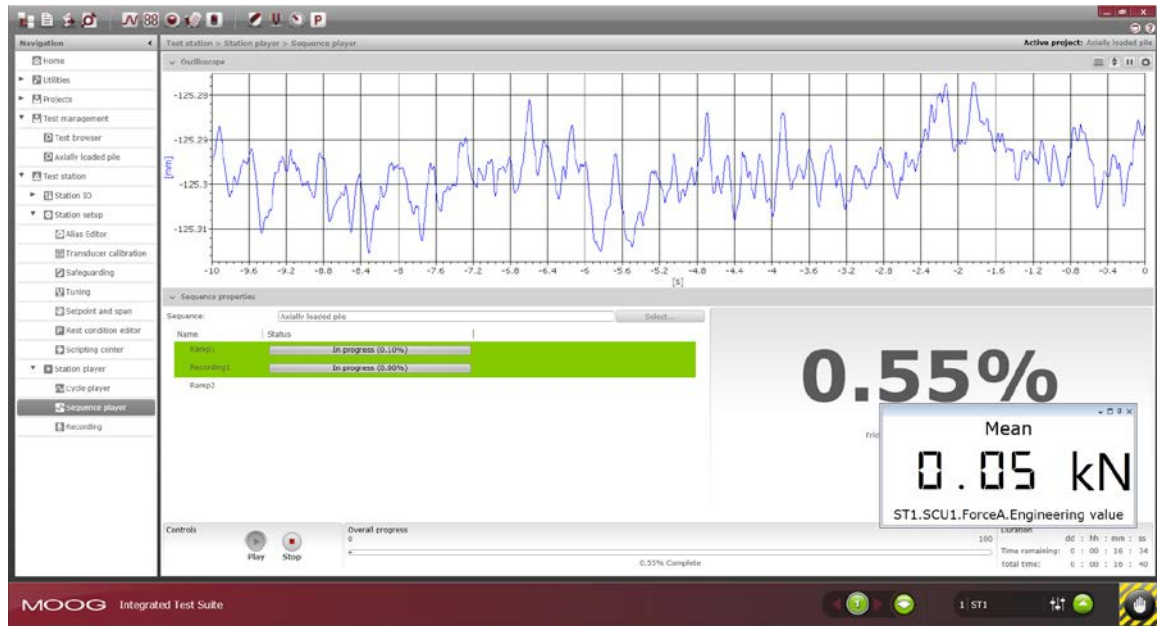 P
Navigation
Test station > Station player > Sequence player
Active project: Axially loaded pile
Home
Utilities
Projects
Test management
Test browser
Axially loaded pile
Test station
Station IO
Station setup
Alias Editor
Transducer calibration
Safeguarding
Tuning
Setpoint and span
Rest condition editor
Scripting center
Station player
Cycle player
Sequence player
Recording
Oscilloscope
-125.28
-125.29
-125.3
-125.31
[mm]
-10 -9.6 -9.2 -8.8 -8.4 -8 -7.6 -7.2 -6.8 -6.4 -6 -5.6 -5.2 -4.8 -4.4 -4 -3.6 -3.2 -2.8 -2.4 -2 -1.6 -1.2 -0.8 -0.4 0
[s]
Sequence properties
Sequence: Axially loaded pile Select...
Name Status
Ramp1 In progress (0.10%)
Recording1 In progress (0.90%)
Ramp2
0.55%
Mean
0.05 kN
ST1.SCU1.ForceA.Engineering value
Controls
Play Stop
Overall progress
0 100
0.55% Complete
Duration
dd : hh : mm : ss
Time remaining: 0 : 00 : 16 : 34
Total time: 0 : 00 : 16 : 40
MOOG Integrated Test Suite
1
1 ST1